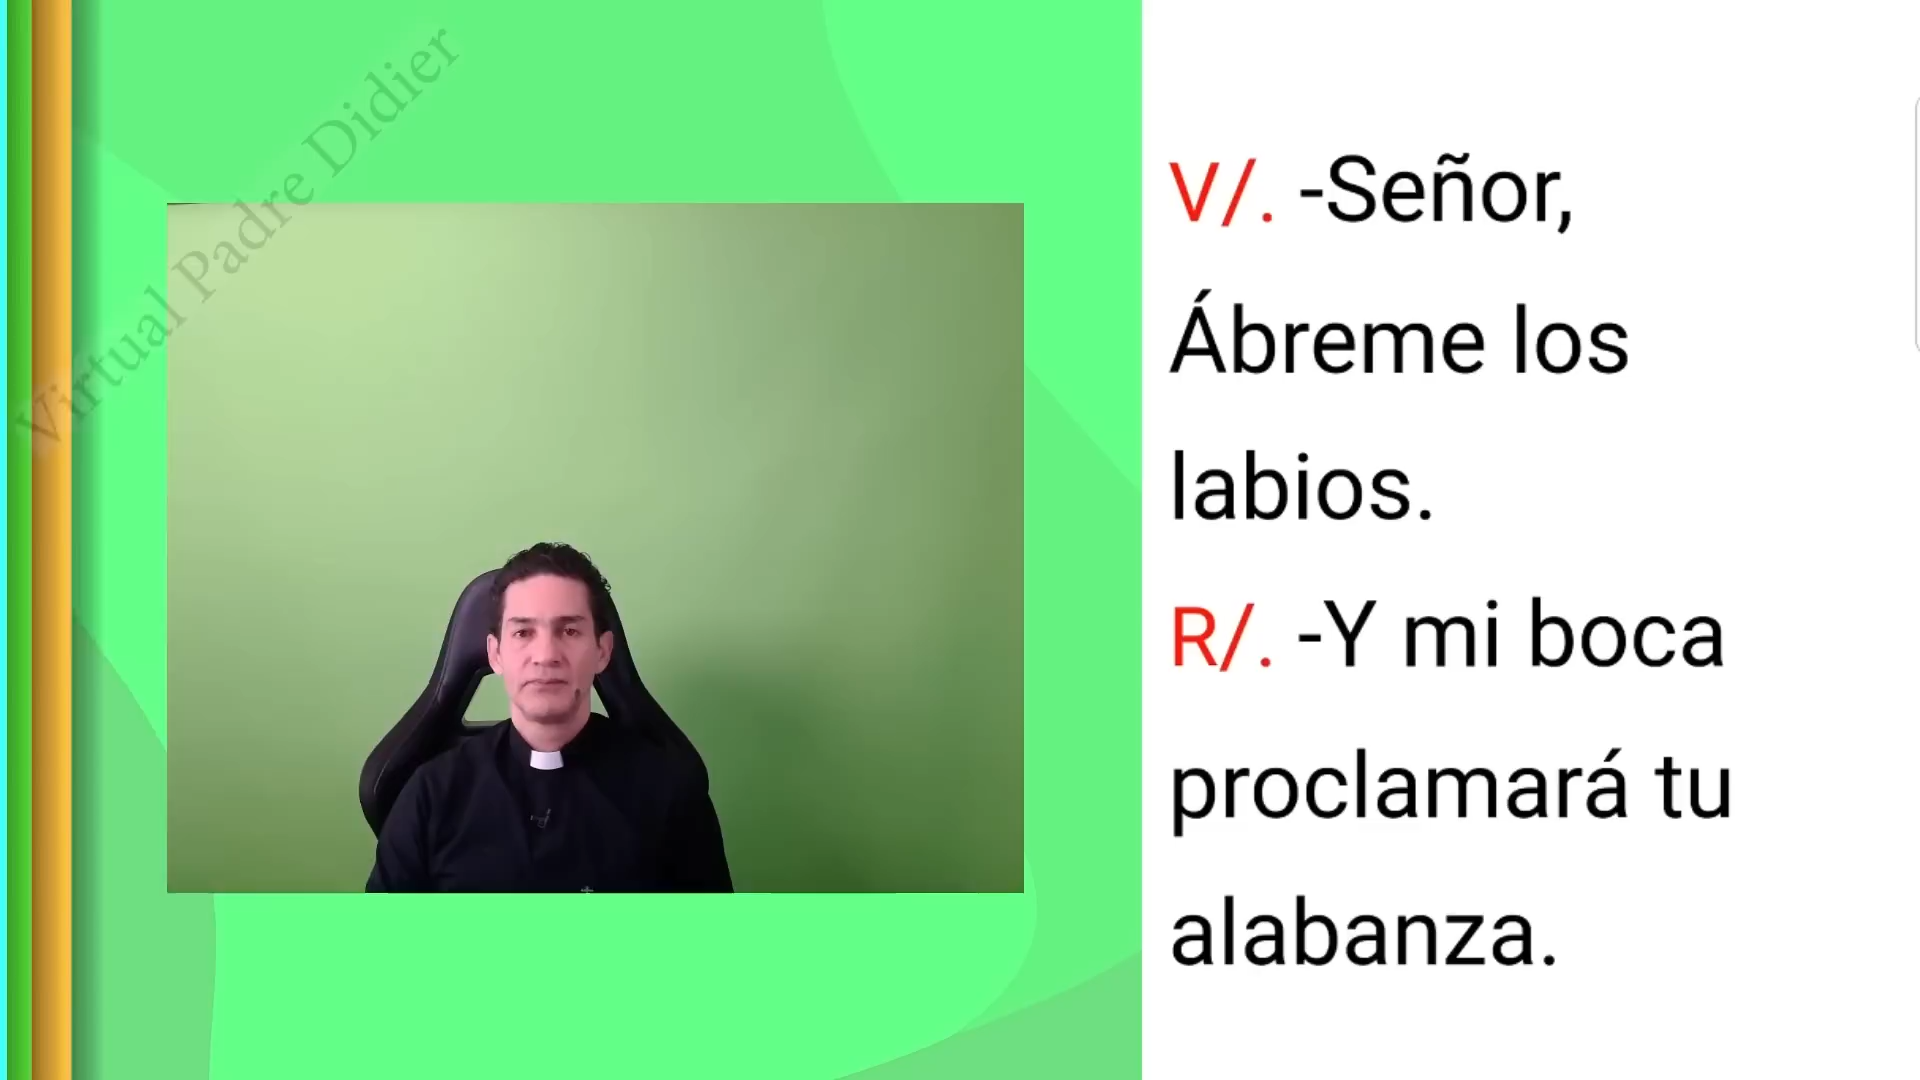 Virtual Padre Didier
V/. -Señor,
Ábreme los
labios.
R/. -Y mi boca
proclamará tu
alabanza.